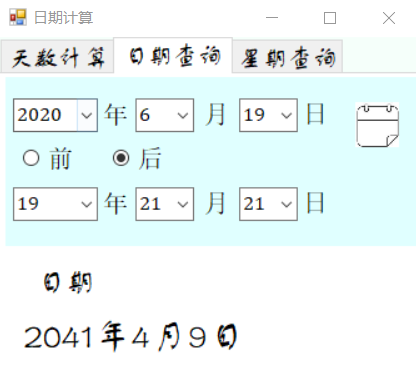 日期计算
天数计算 日期查询 星期查询
2020 年 6 月 19 日
前 后
19 年 21 月 21 日
日期
2041年4月9日